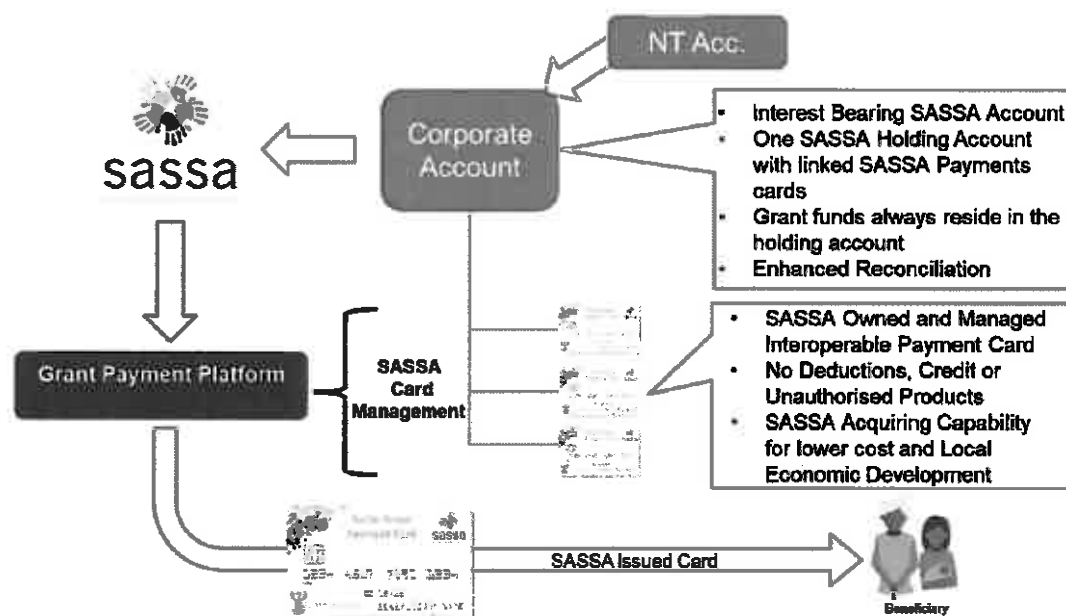 NT Acc.
Corporate
Account
sassa
• Interest Bearing SASSA Account
• One SASSA Holding Account
with linked SASSA Payments
cards
• Grant funds always reside in the
holding account
• Enhanced Reconciliation
Grant Payment Platform
SASSA
Card
Management
• SASSA Owned and Managed
Interoperable Payment Card
• No Deductions, Credit or
Unauthorised Products
• SASSA Acquiring Capability
for lower cost and Local
Economic Development
sassa
SASSA Issued Card
Beneficiary